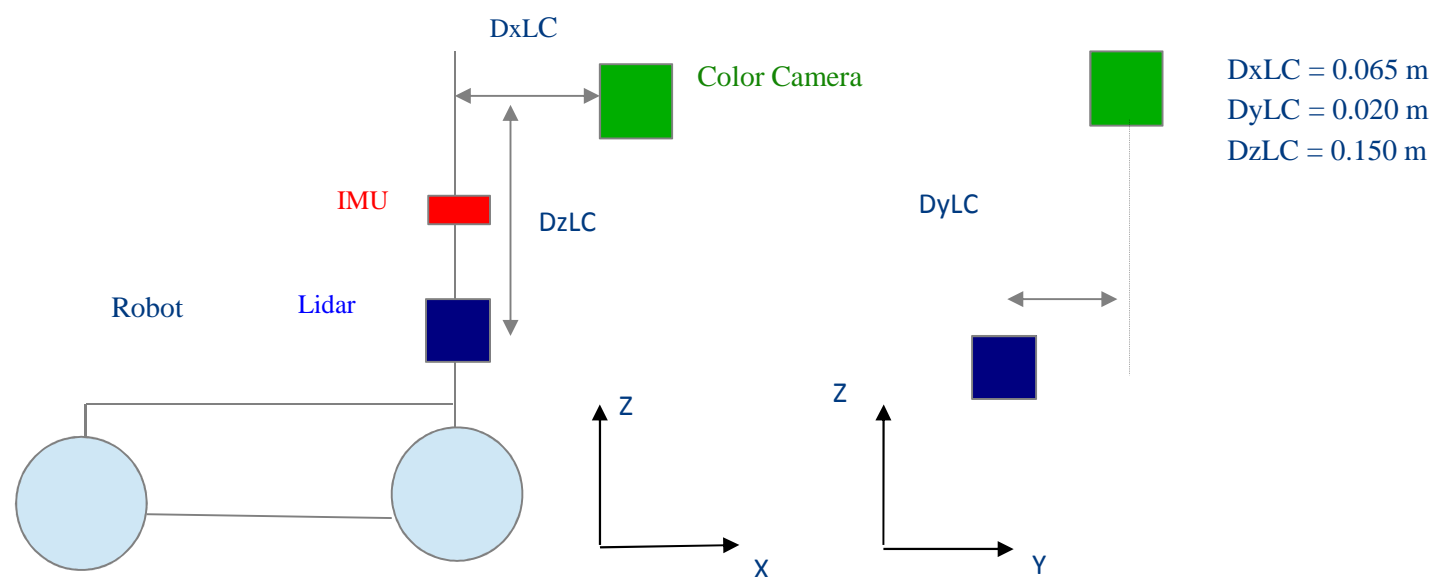 DxLC
Color Camera
DxLC = 0.065 m
DyLC = 0.020 m
DzLC = 0.150 m
IMU
DzLC
DyLC
Robot
Lidar
Z
X
Z
Y